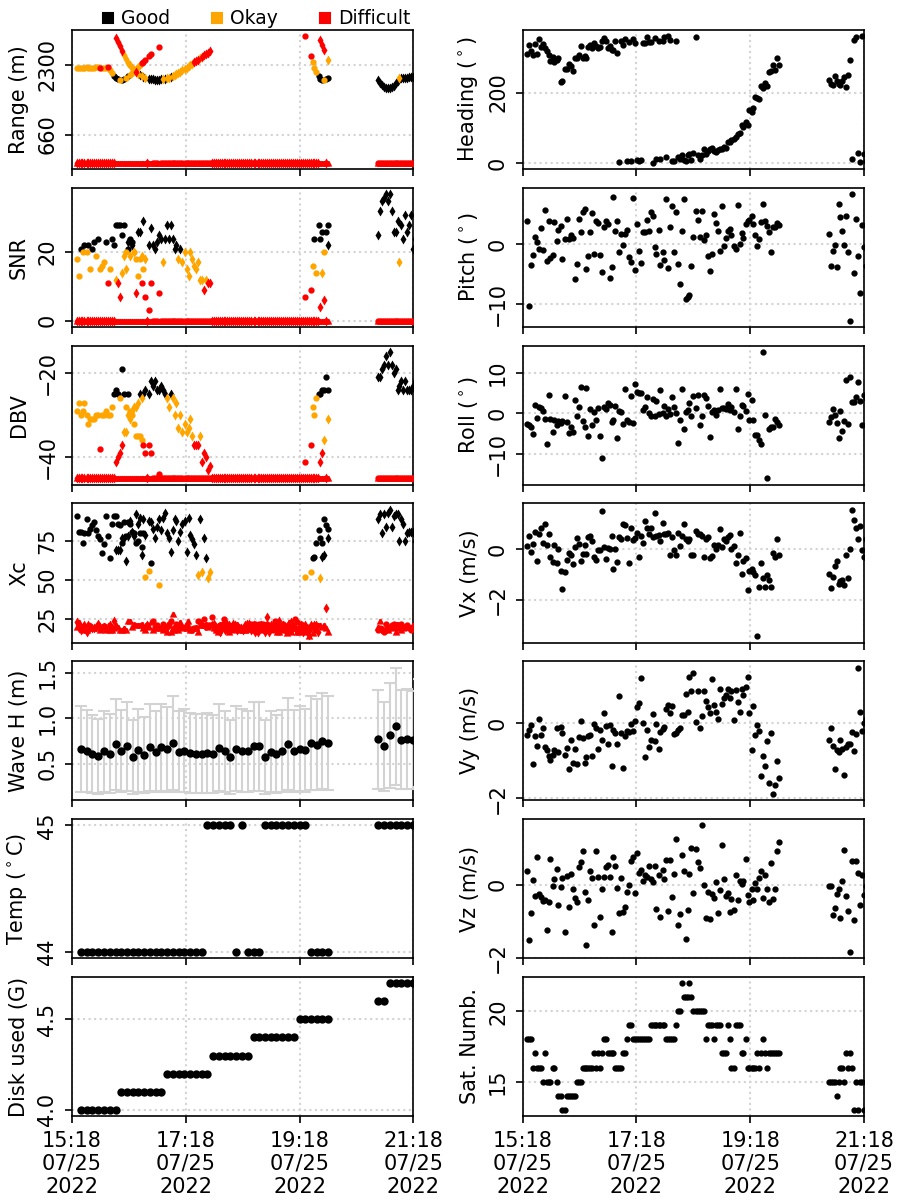 Good Okay Difficult
Range (m)
2300
660
Heading (°)
200
0
SNR
20
0
Pitch (°)
0
−10
DBV
−20
−40
Roll (°)
10
0
−10
Xc
75
50
25
Vx (m/s)
0
−2
Wave H (m)
1.5
1.0
0.5
Vy (m/s)
0
−2
Temp (°C)
45
44
Vz (m/s)
0
−2
Disk used (G)
4.5
4.0
Sat. Numb.
20
15
15:18 17:18 19:18 21:18
07/25 07/25 07/25 07/25
2022 2022 2022 2022
15:18 17:18 19:18 21:18
07/25 07/25 07/25 07/25
2022 2022 2022 2022